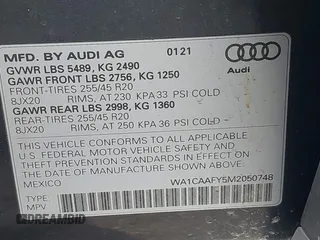 MFD. BY AUDI AG 01 21
GVWR LBS 5489, KG 2490
GAWR FRONT LBS 2756, KG 1250
FRONT-TIRES 255/45 R20
8JX20 RIMS, AT 230 KPA 33 PSI COLD
GAWR REAR LBS 2998, KG 1360
REAR-TIRES 255/45 R20
8JX20 RIMS, AT 250 KPA 36 PSI COLD
Audi
THIS VEHICLE CONFORMS TO ALL APPLICABLE
U.S. FEDERAL MOTOR VEHICLE SAFETY AND
THEFT PREVENTION STANDARDS IN EFFECT ON THE
DATE OF MANUFACTURE SHOWN ABOVE.
MEXICO WA1CAAFY5M2050748
TYPE:
MPV